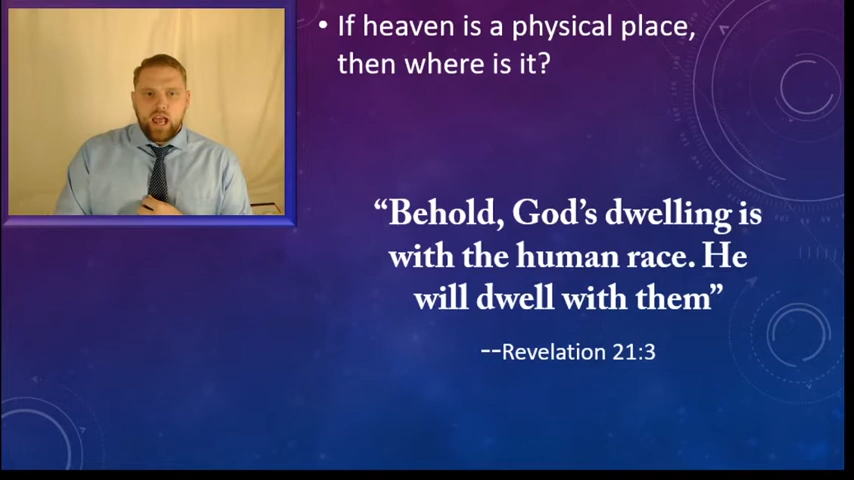 • If heaven is a physical place,
then where is it?
“Behold, God’s dwelling is
with the human race. He
will dwell with them”
--Revelation 21:3